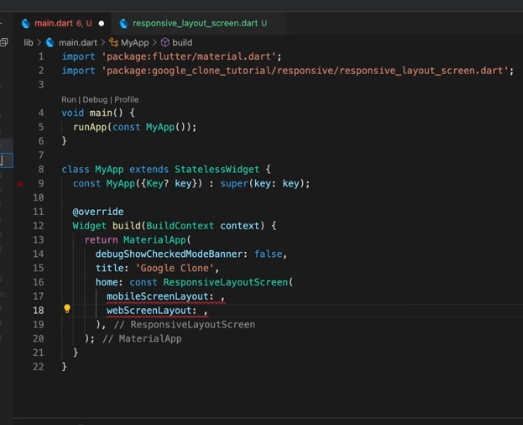 main.dart 6, U
responsive_layout_screen.dart U
lib > main.dart > MyApp > build
1 import 'package:flutter/material.dart';
2 import 'package:google_clone_tutorial/responsive/responsive_layout_screen.dart';
3
Run | Debug | Profile
4 void main() {
5 runApp(const MyApp());
6 }
7
8 class MyApp extends StatelessWidget {
9 const MyApp({Key? key}) : super(key: key);
10
11 @override
12 Widget build(BuildContext context) {
13 return MaterialApp(
14 debugShowCheckedModeBanner: false,
15 title: 'Google Clone',
16 home: const ResponsiveLayoutScreen(
17 mobileScreenLayout: ,
18 webScreenLayout: ,
19 ), // ResponsiveLayoutScreen
20 ); // MaterialApp
21 }
22 }